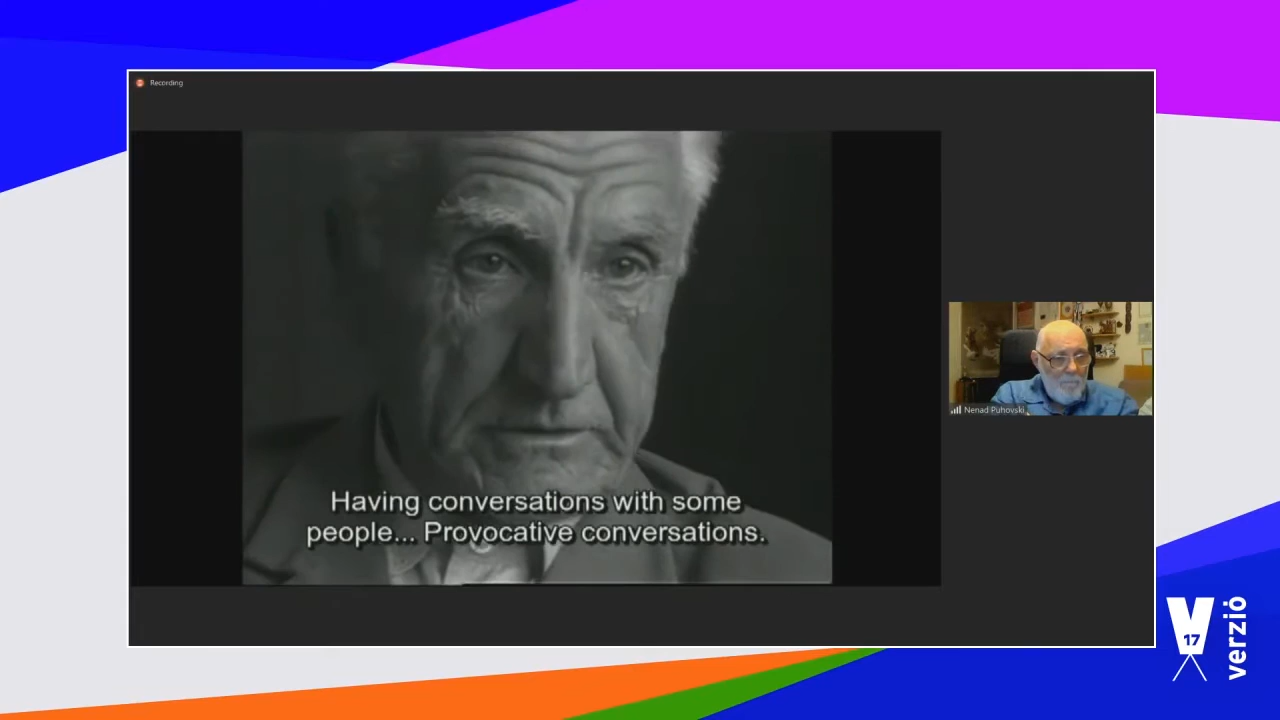 Recording
Having conversations with some
people... Provocative conversations.
Nenad Puhovski
17
verzió